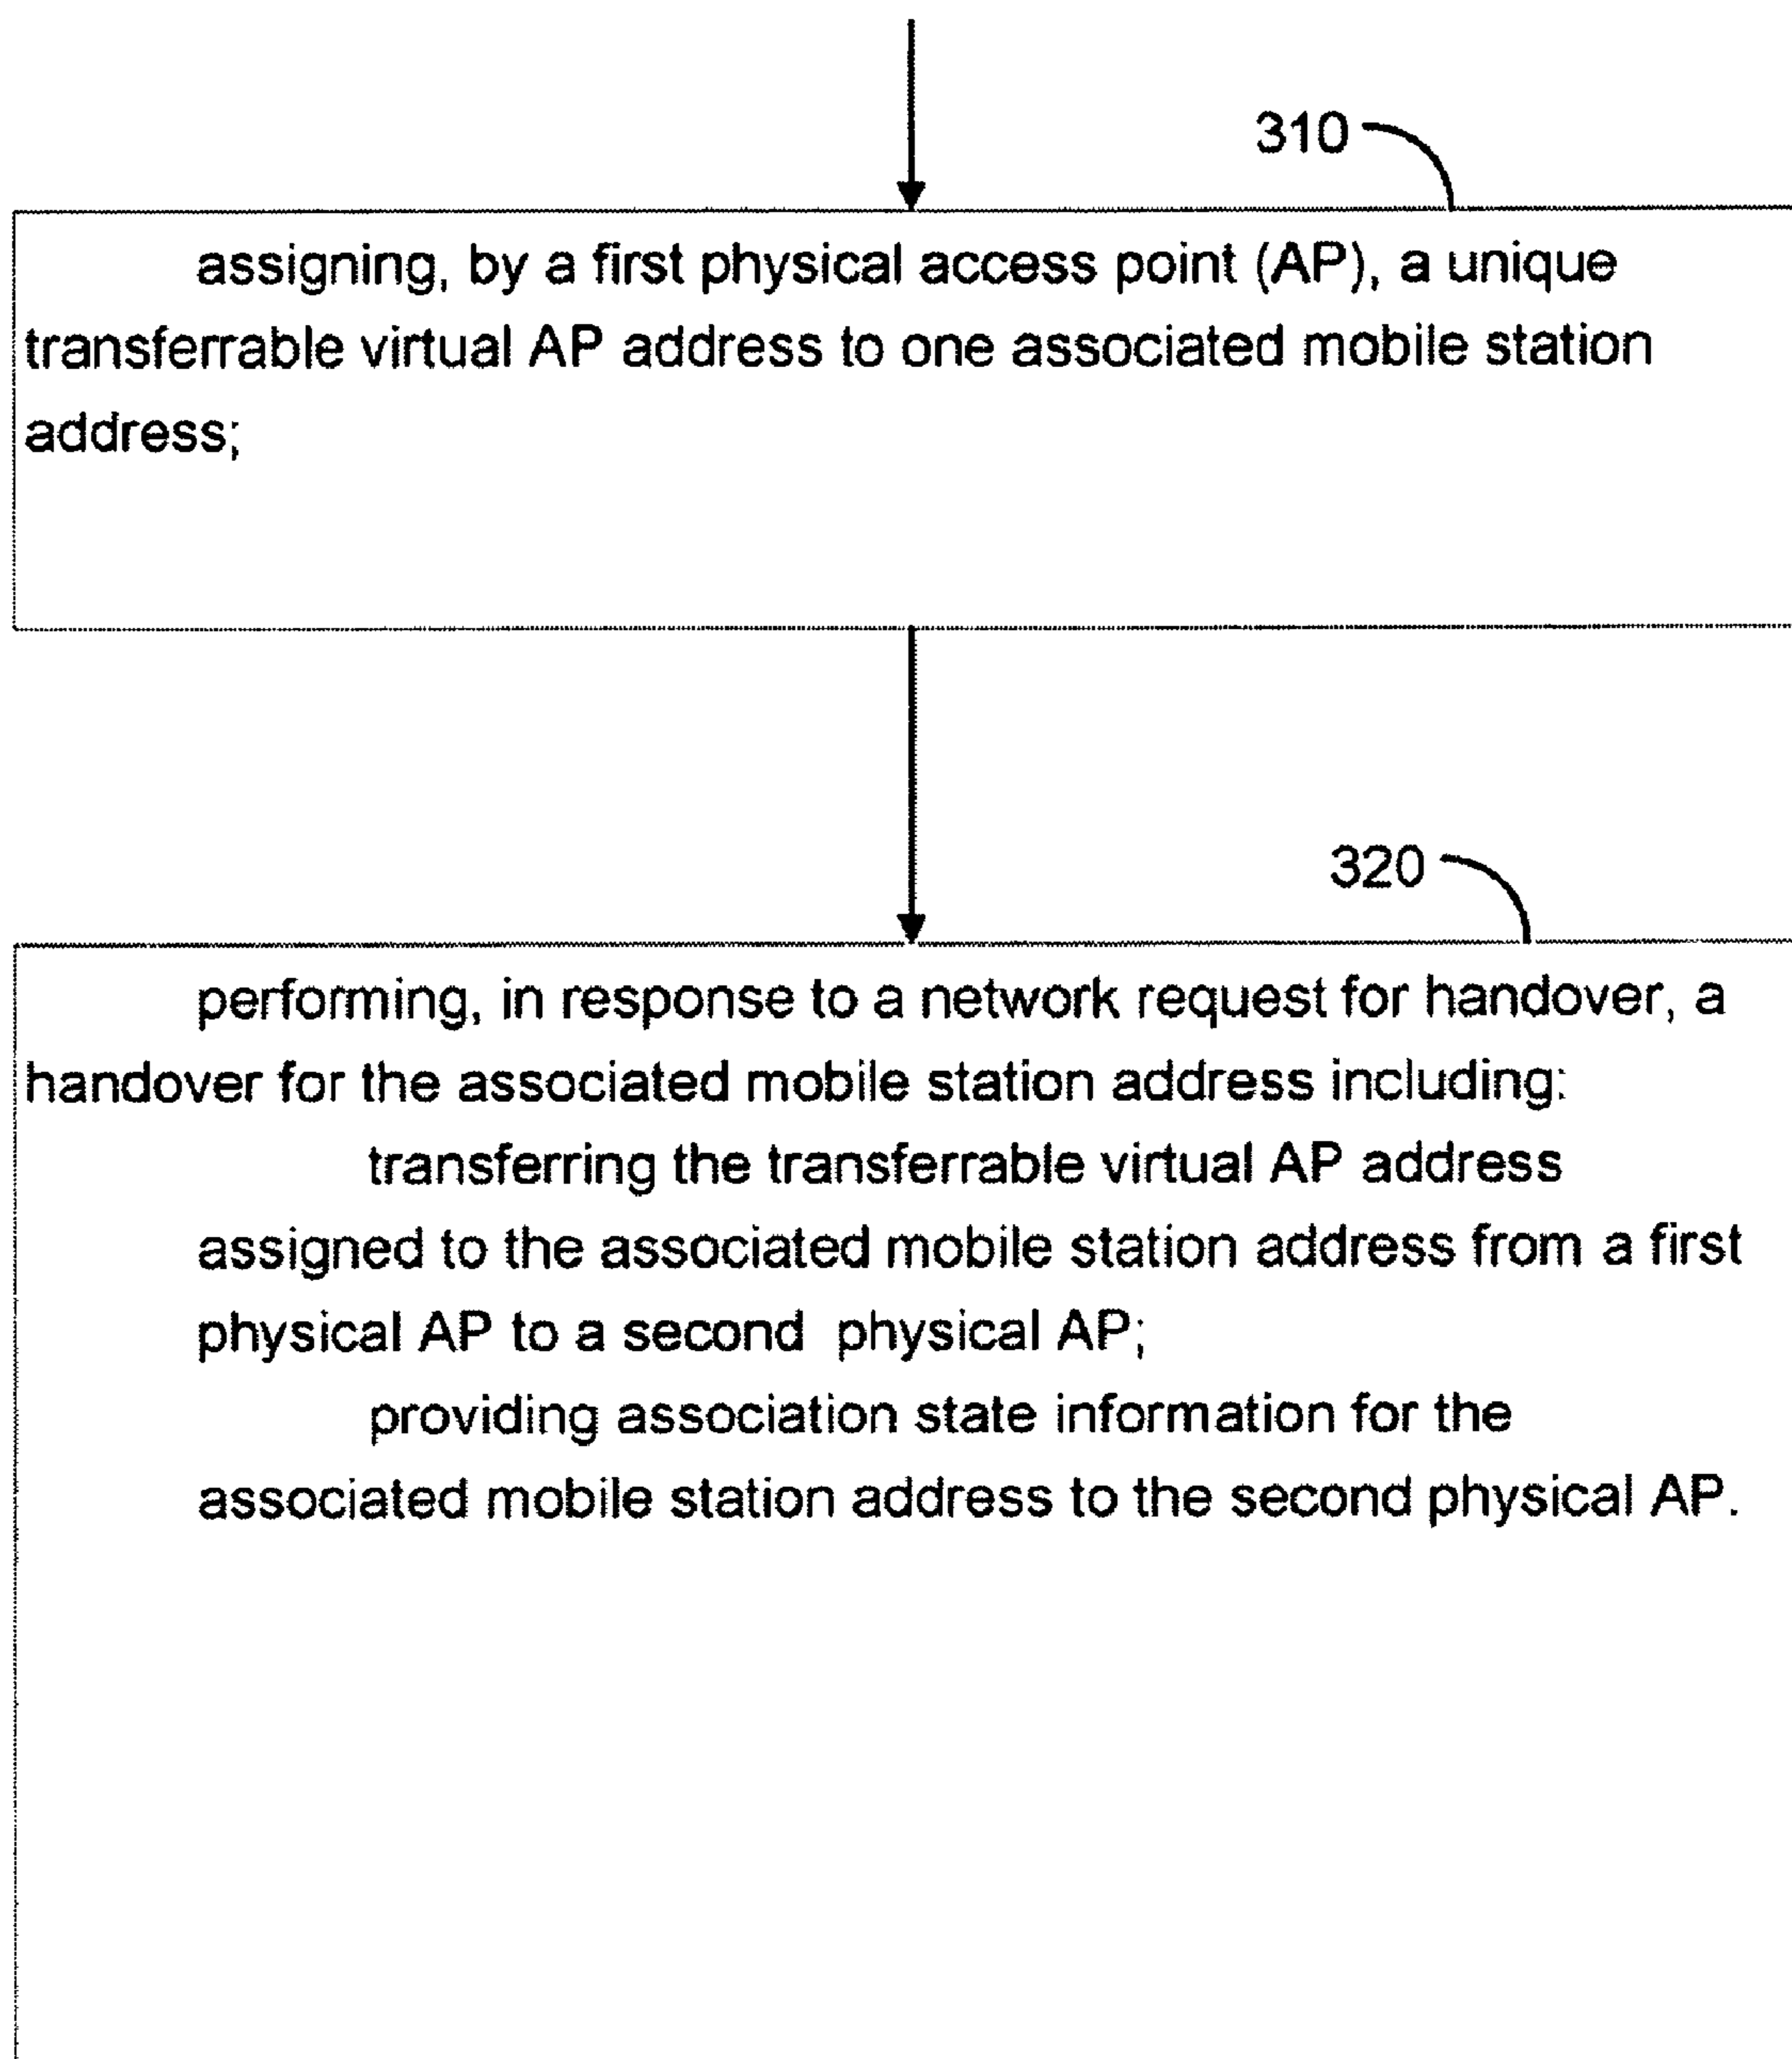 310
assigning, by a first physical access point (AP), a unique
transferrable virtual AP address to one associated mobile station
address;
320
performing, in response to a network request for handover, a
handover for the associated mobile station address including:
transferring the transferrable virtual AP address
assigned to the associated mobile station address from a first
physical AP to a second physical AP;
providing association state information for the
associated mobile station address to the second physical AP.